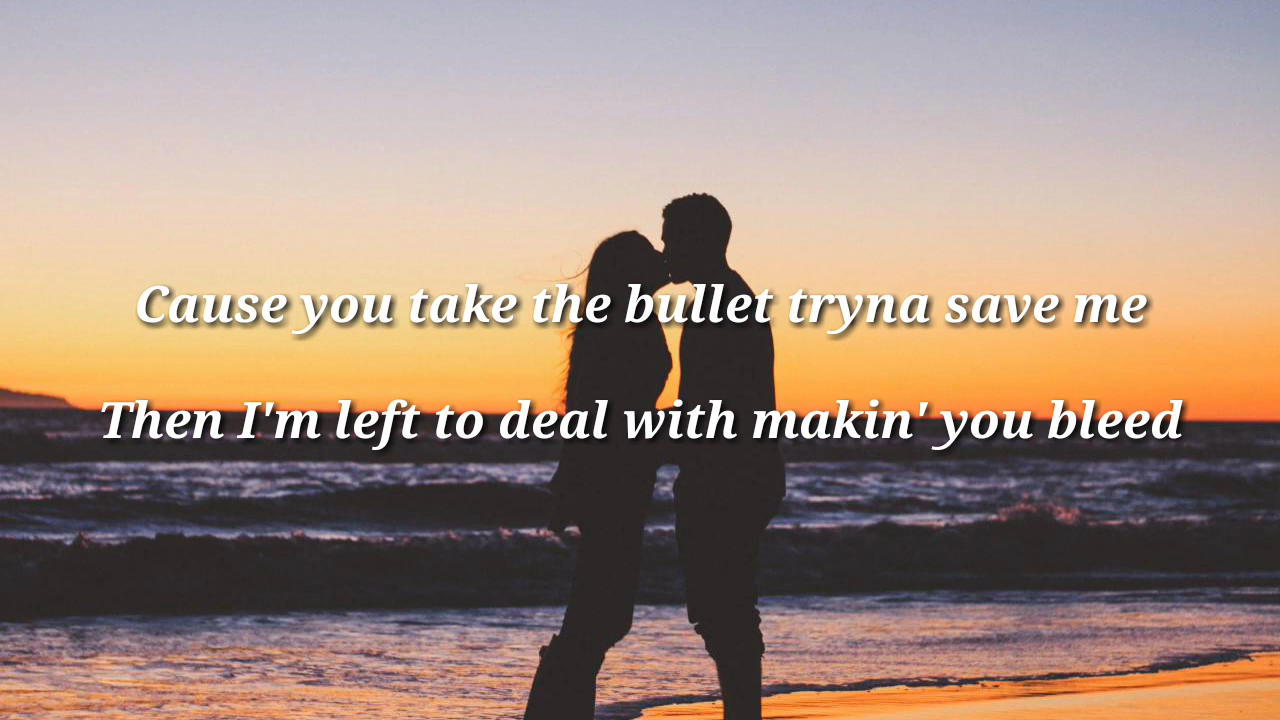 Cause you take the bullet tryna save me
Then I'm left to deal with makin' you bleed